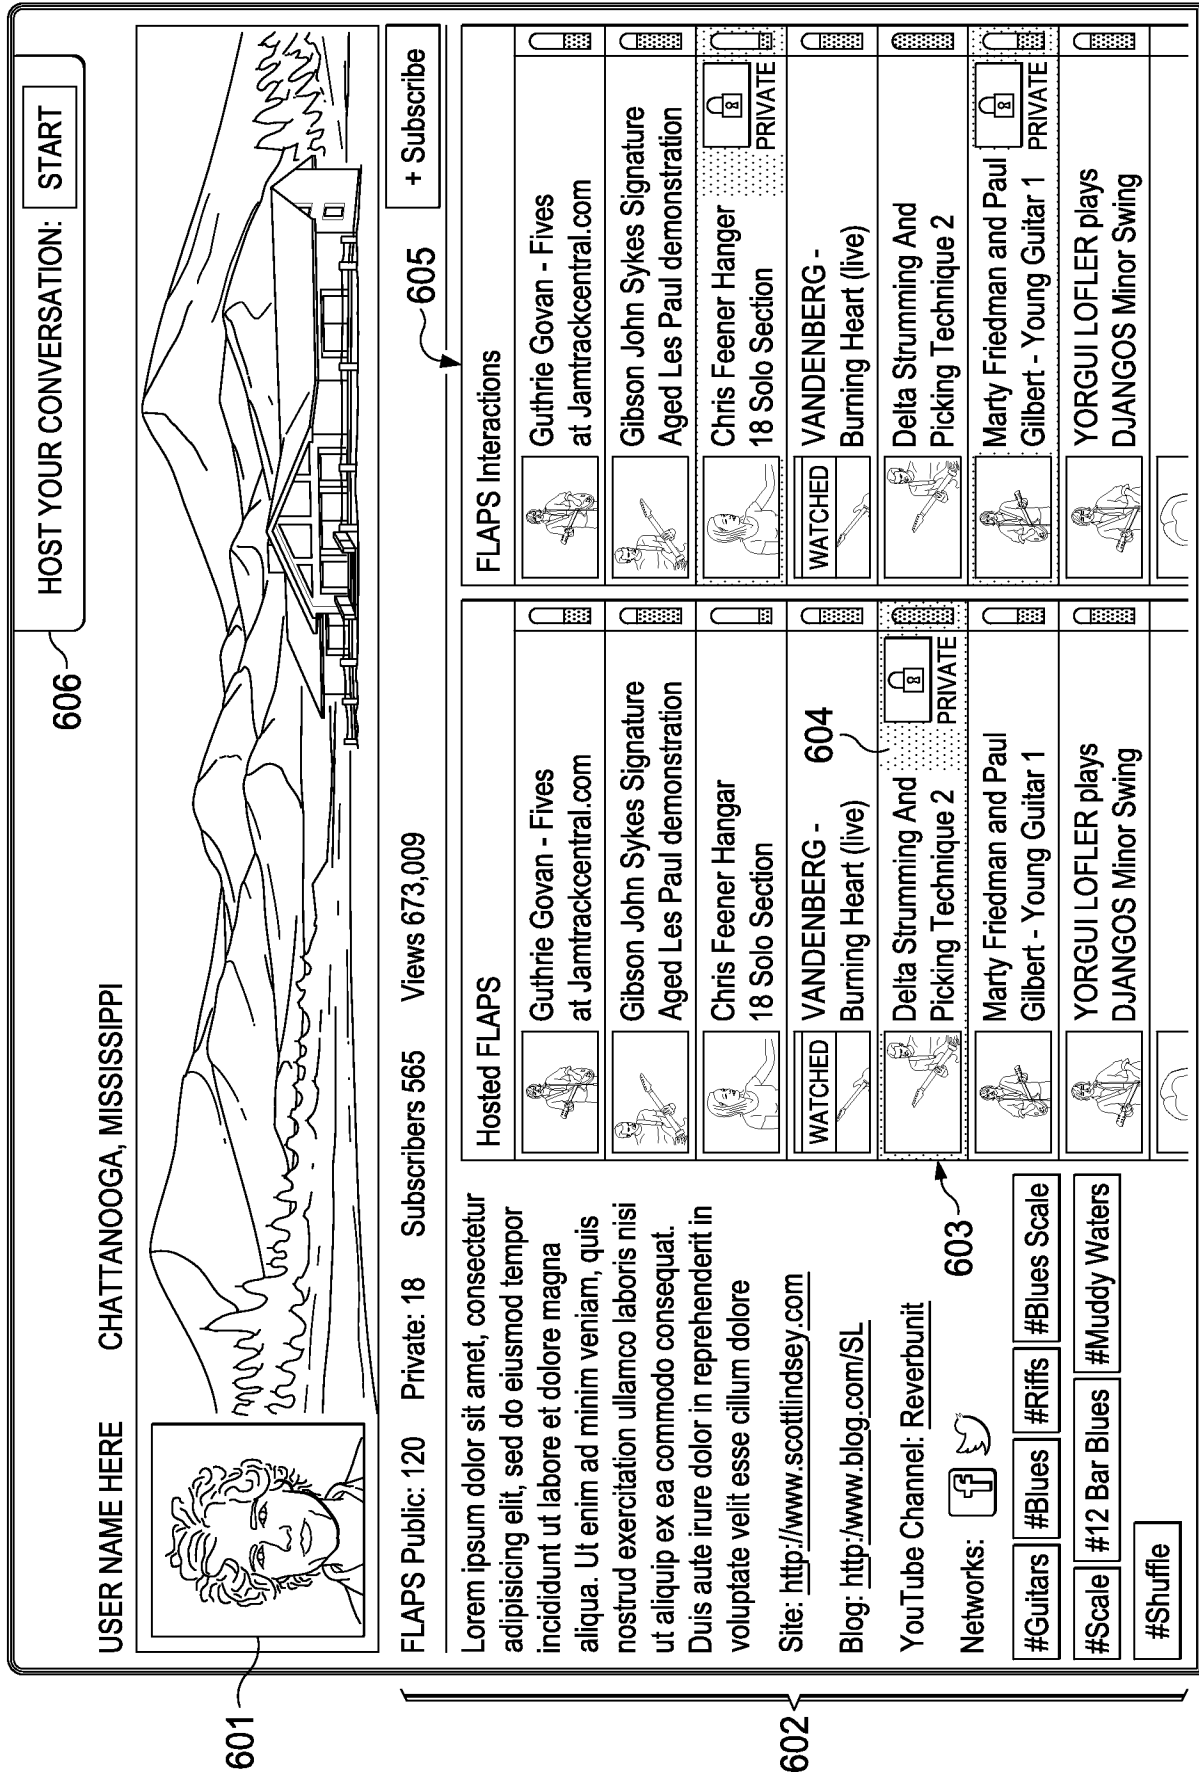 606
HOST YOUR CONVERSATION:
START
USER NAME HERE
CHATTANOOGA, MISSISSIPPI
601
FLAPS Public: 120
Private: 18
Subscribers 565
Views 673,009
+ Subscribe
602
Lorem ipsum dolor sit amet, consectetur
adipisicing elit, sed do eiusmod tempor
incididunt ut labore et dolore magna
aliqua. Ut enim ad minim veniam, quis
nostrud exercitation ullamco laboris nisi
ut aliquip ex ea commodo consequat.
Duis aute irure dolor in reprehenderit in
voluptate velit esse cillum dolore
Site: http://www.scottlindsey.com
Blog: http:/www.blog.com/SL
YouTube Channel: Reverbunit
Networks:
f
#Guitars
#Blues
#Riffs
#Blues Scale
#Scale
#12 Bar Blues
#Muddy Waters
#Shuffle
Hosted FLAPS
Guthrie Govan - Fives
at Jamtrackcentral.com
Gibson John Sykes Signature
Aged Les Paul demonstration
Chris Feener Hangar
18 Solo Section
WATCHED
VANDENBERG -
Burning Heart (live)
604
603
Delta Strumming And
Picking Technique 2
PRIVATE
Marty Friedman and Paul
Gilbert - Young Guitar 1
YORGUI LOFLER plays
DJANGOS Minor Swing
605
FLAPS Interactions
Guthrie Govan - Fives
at Jamtrackcentral.com
Gibson John Sykes Signature
Aged Les Paul demonstration
Chris Feener Hanger
18 Solo Section
PRIVATE
WATCHED
VANDENBERG -
Burning Heart (live)
Delta Strumming And
Picking Technique 2
Marty Friedman and Paul
Gilbert - Young Guitar 1
PRIVATE
YORGUI LOFLER plays
DJANGOS Minor Swing